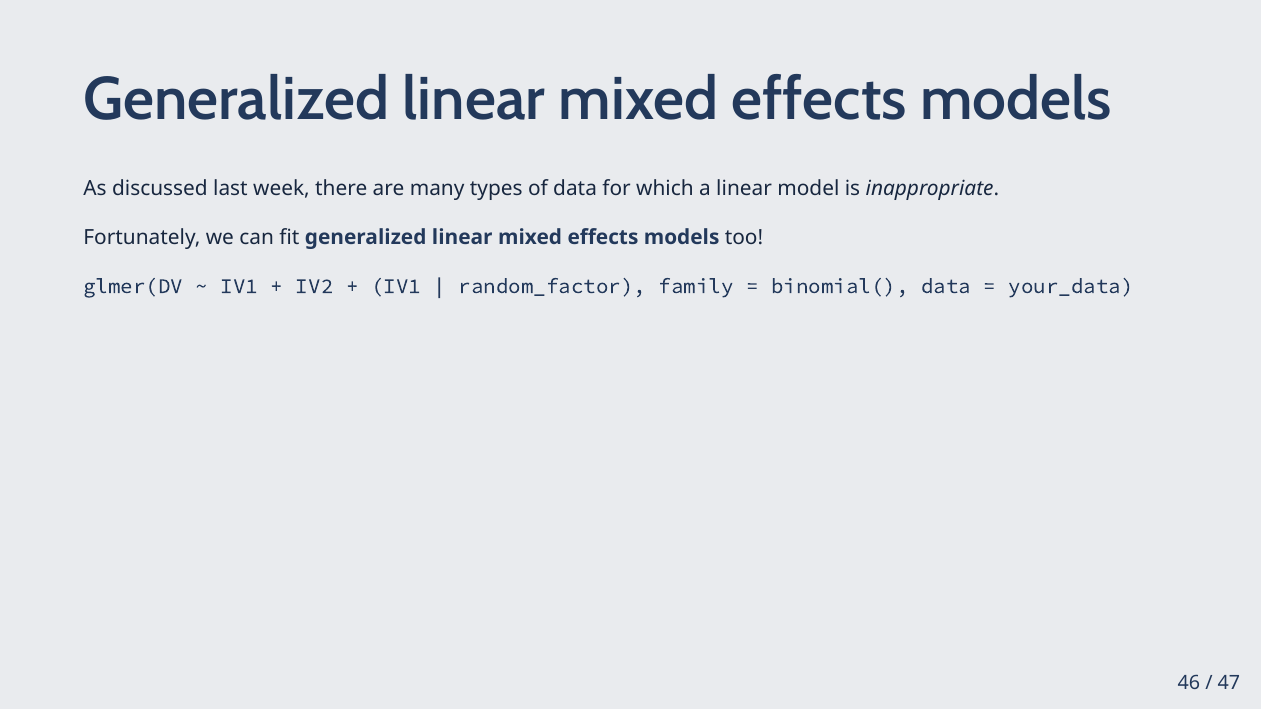 Generalized linear mixed effects models
As discussed last week, there are many types of data for which a linear model is inappropriate.
Fortunately, we can fit generalized linear mixed effects models too!
glmer(DV ~ IV1 + IV2 + (IV1 | random_factor), family = binomial(), data = your_data)
46 / 47